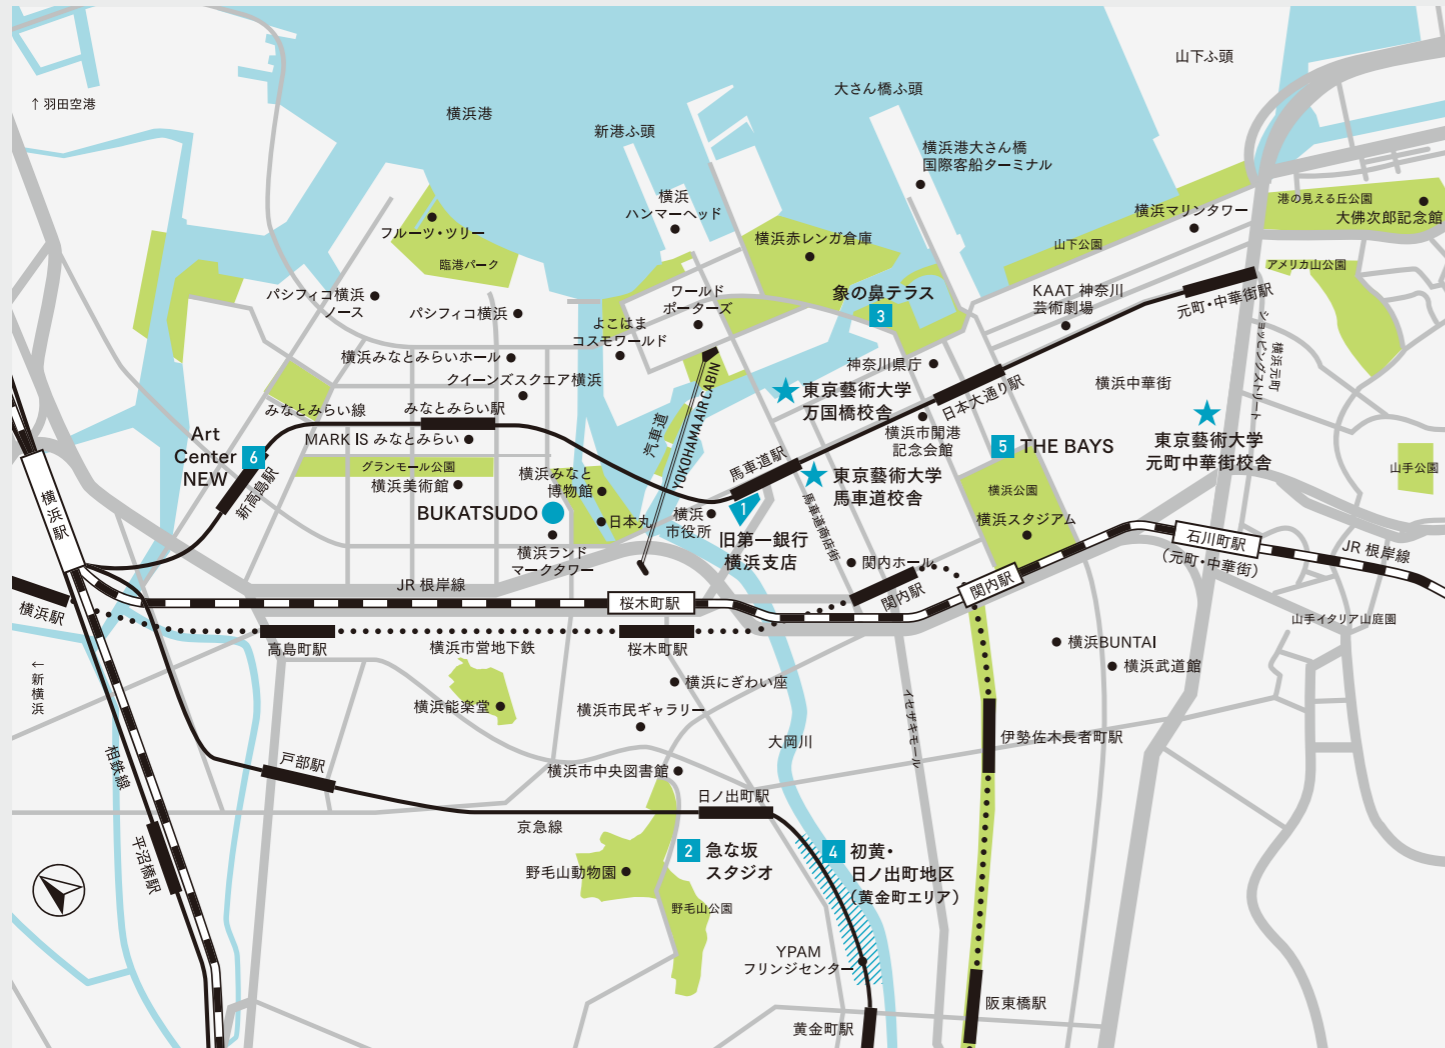 山下ふ頭
大さん橋ふ頭
↑ 羽田空港
横浜港
新港ふ頭
横浜港大さん橋
国際客船ターミナル
横浜
ハンマーヘッド
港の見える丘公園
大佛次郎記念館
横浜マリンタワー
フルーツ・ツリー
臨港パーク
横浜赤レンガ倉庫
山下公園
アメリカ山公園
パシフィコ横浜
ノース
パシフィコ横浜
ワールド
ポーターズ
象の鼻テラス
3
KAAT 神奈川
芸術劇場
元町・中華街駅
よこはま
コスモワールド
横浜元町
ショッピングストリート
横浜みなとみらいホール
神奈川県庁
クイーンズスクエア横浜
YOKOHAMA AIR CABIN
汽車道
東京藝術大学
万国橋校舎
日本大通り駅
横浜中華街
みなとみらい線
みなとみらい駅
MARK IS みなとみらい
横浜市開港
記念会館
5
THE BAYS
東京藝術大学
元町中華街校舎
Art
Center
NEW
6
新高島駅
グランモール公園
横浜美術館
横浜みなと
博物館
馬車道駅
東京藝術大学
馬車道校舎
山手公園
横浜公園
横浜スタジアム
横浜駅
BUKATSUDO
日本丸
横浜
市役所
1
旧第一銀行
横浜支店
馬車道商店街
横浜ランド
マークタワー
関内ホール
石川町駅
(元町・中華街)
JR 根岸線
JR 根岸線
桜木町駅
関内駅
関内駅
横浜駅
高島町駅
横浜市営地下鉄
桜木町駅
山手イタリア山庭園
横浜BUNTAI
横浜武道館
← 新横浜
横浜にぎわい座
横浜能楽堂
横浜市民ギャラリー
イセザキモール
大岡川
伊勢佐木長者町駅
相鉄線
戸部駅
横浜市中央図書館
日ノ出町駅
京急線
平沼橋駅
2
急な坂
スタジオ
4
初黄・
日ノ出町地区
(黄金町エリア)
野毛山動物園
野毛山公園
YPAM
フリンジセンター
阪東橋駅
黄金町駅